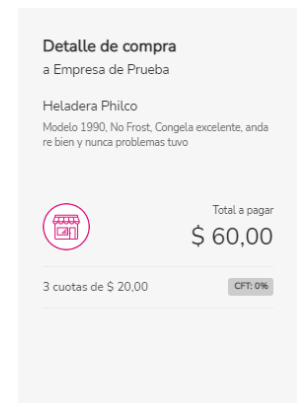 Detalle de compra
a Empresa de Prueba
Heladera Philco
Modelo 1990, No Frost, Congela excelente, anda
re bien y nunca problemas tuvo
Total a pagar
$ 60,00
3 cuotas de $ 20,00
CFT: 0%